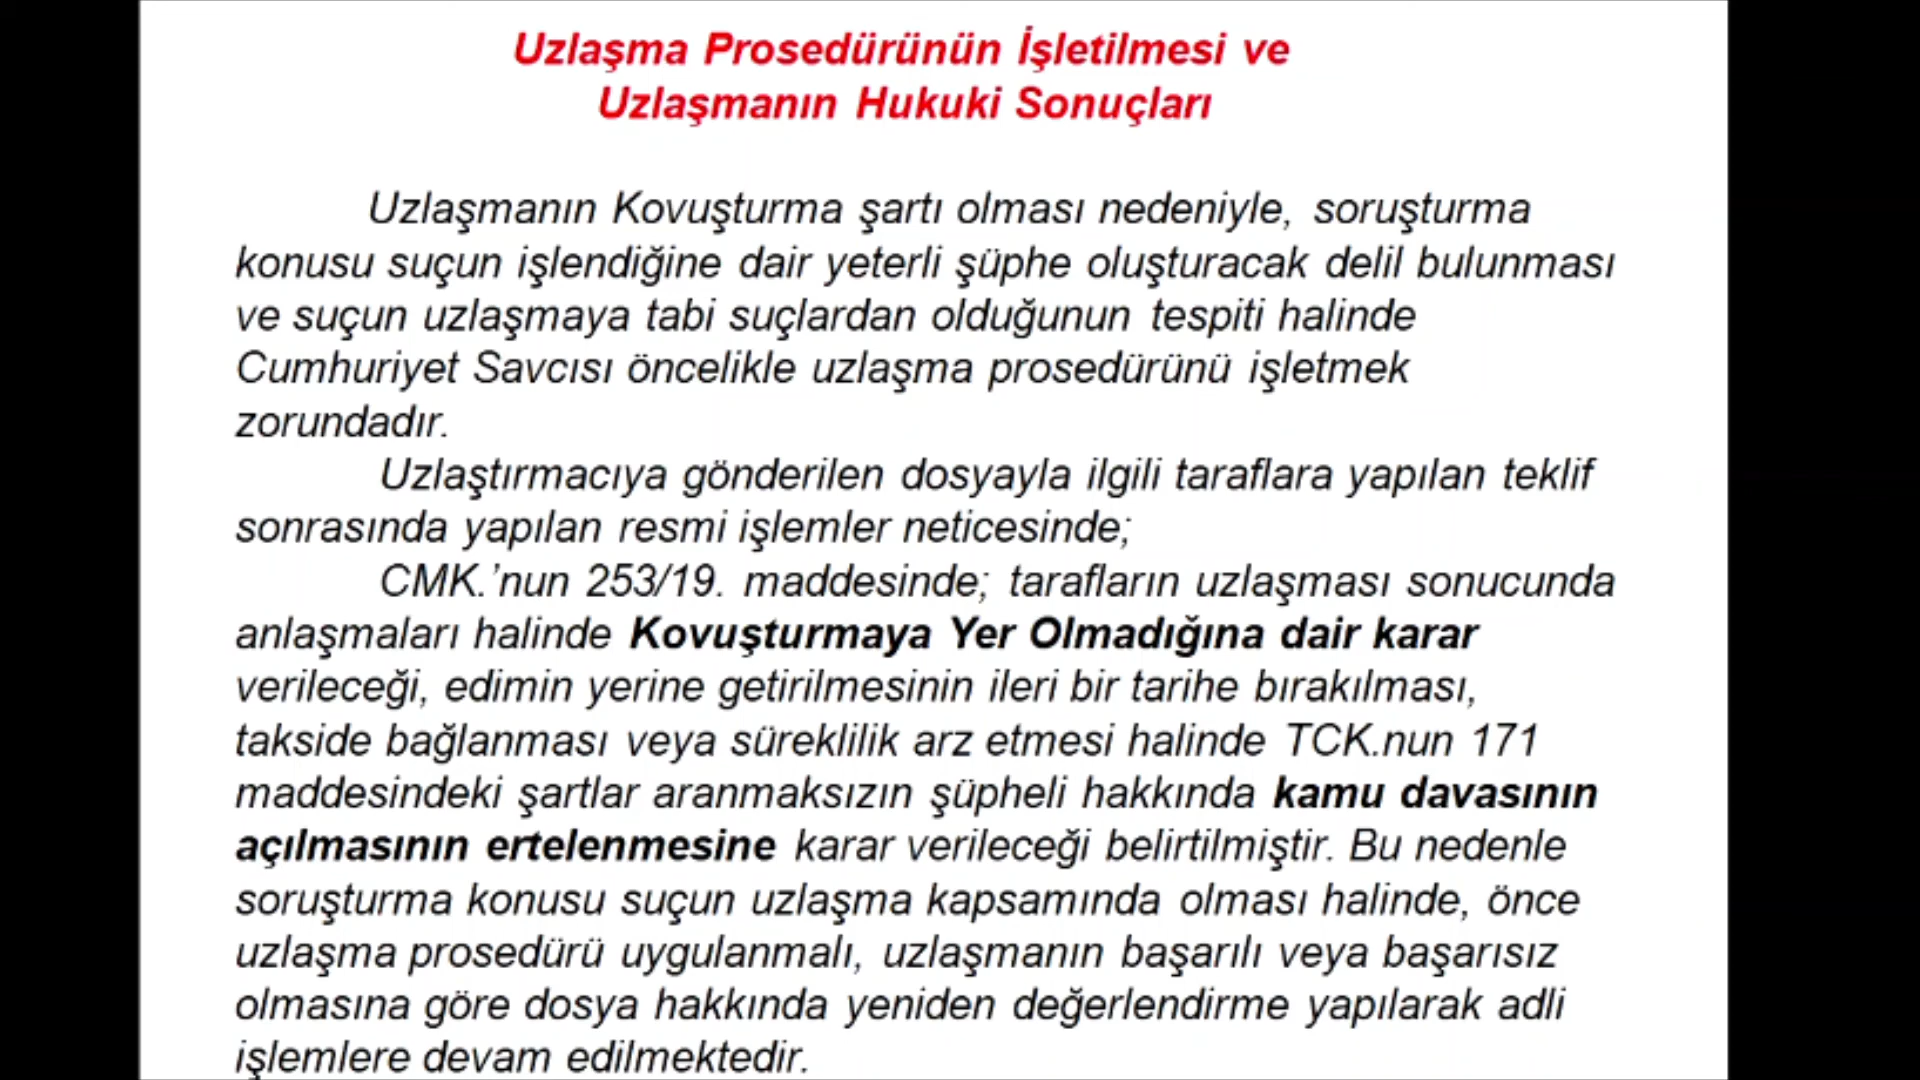 Uzlaşma Prosedürünün İşletilmesi ve
Uzlaşmanın Hukuki Sonuçları
Uzlaşmanın Kovuşturma şartı olması nedeniyle, soruşturma
konusu suçun işlendiğine dair yeterli şüphe oluşturacak delil bulunması
ve suçun uzlaşmaya tabi suçlardan olduğunun tespiti halinde
Cumhuriyet Savcısı öncelikle uzlaşma prosedürünü işletmek
zorundadır.
Uzlaştırmacıya gönderilen dosyayla ilgili taraflara yapılan teklif
sonrasında yapılan resmi işlemler neticesinde;
CMK.’nun 253/19. maddesinde; tarafların uzlaşması sonucunda
anlaşmaları halinde Kovuşturmaya Yer Olmadığına dair karar
verileceği, edimin yerine getirilmesinin ileri bir tarihe bırakılması,
takside bağlanması veya süreklilik arz etmesi halinde TCK.nun 171
maddesindeki şartlar aranmaksızın şüpheli hakkında kamu davasının
açılmasının ertelenmesine karar verileceği belirtilmiştir. Bu nedenle
soruşturma konusu suçun uzlaşma kapsamında olması halinde, önce
uzlaşma prosedürü uygulanmalı, uzlaşmanın başarılı veya başarısız
olmasına göre dosya hakkında yeniden değerlendirme yapılarak adli
işlemlere devam edilmektedir.